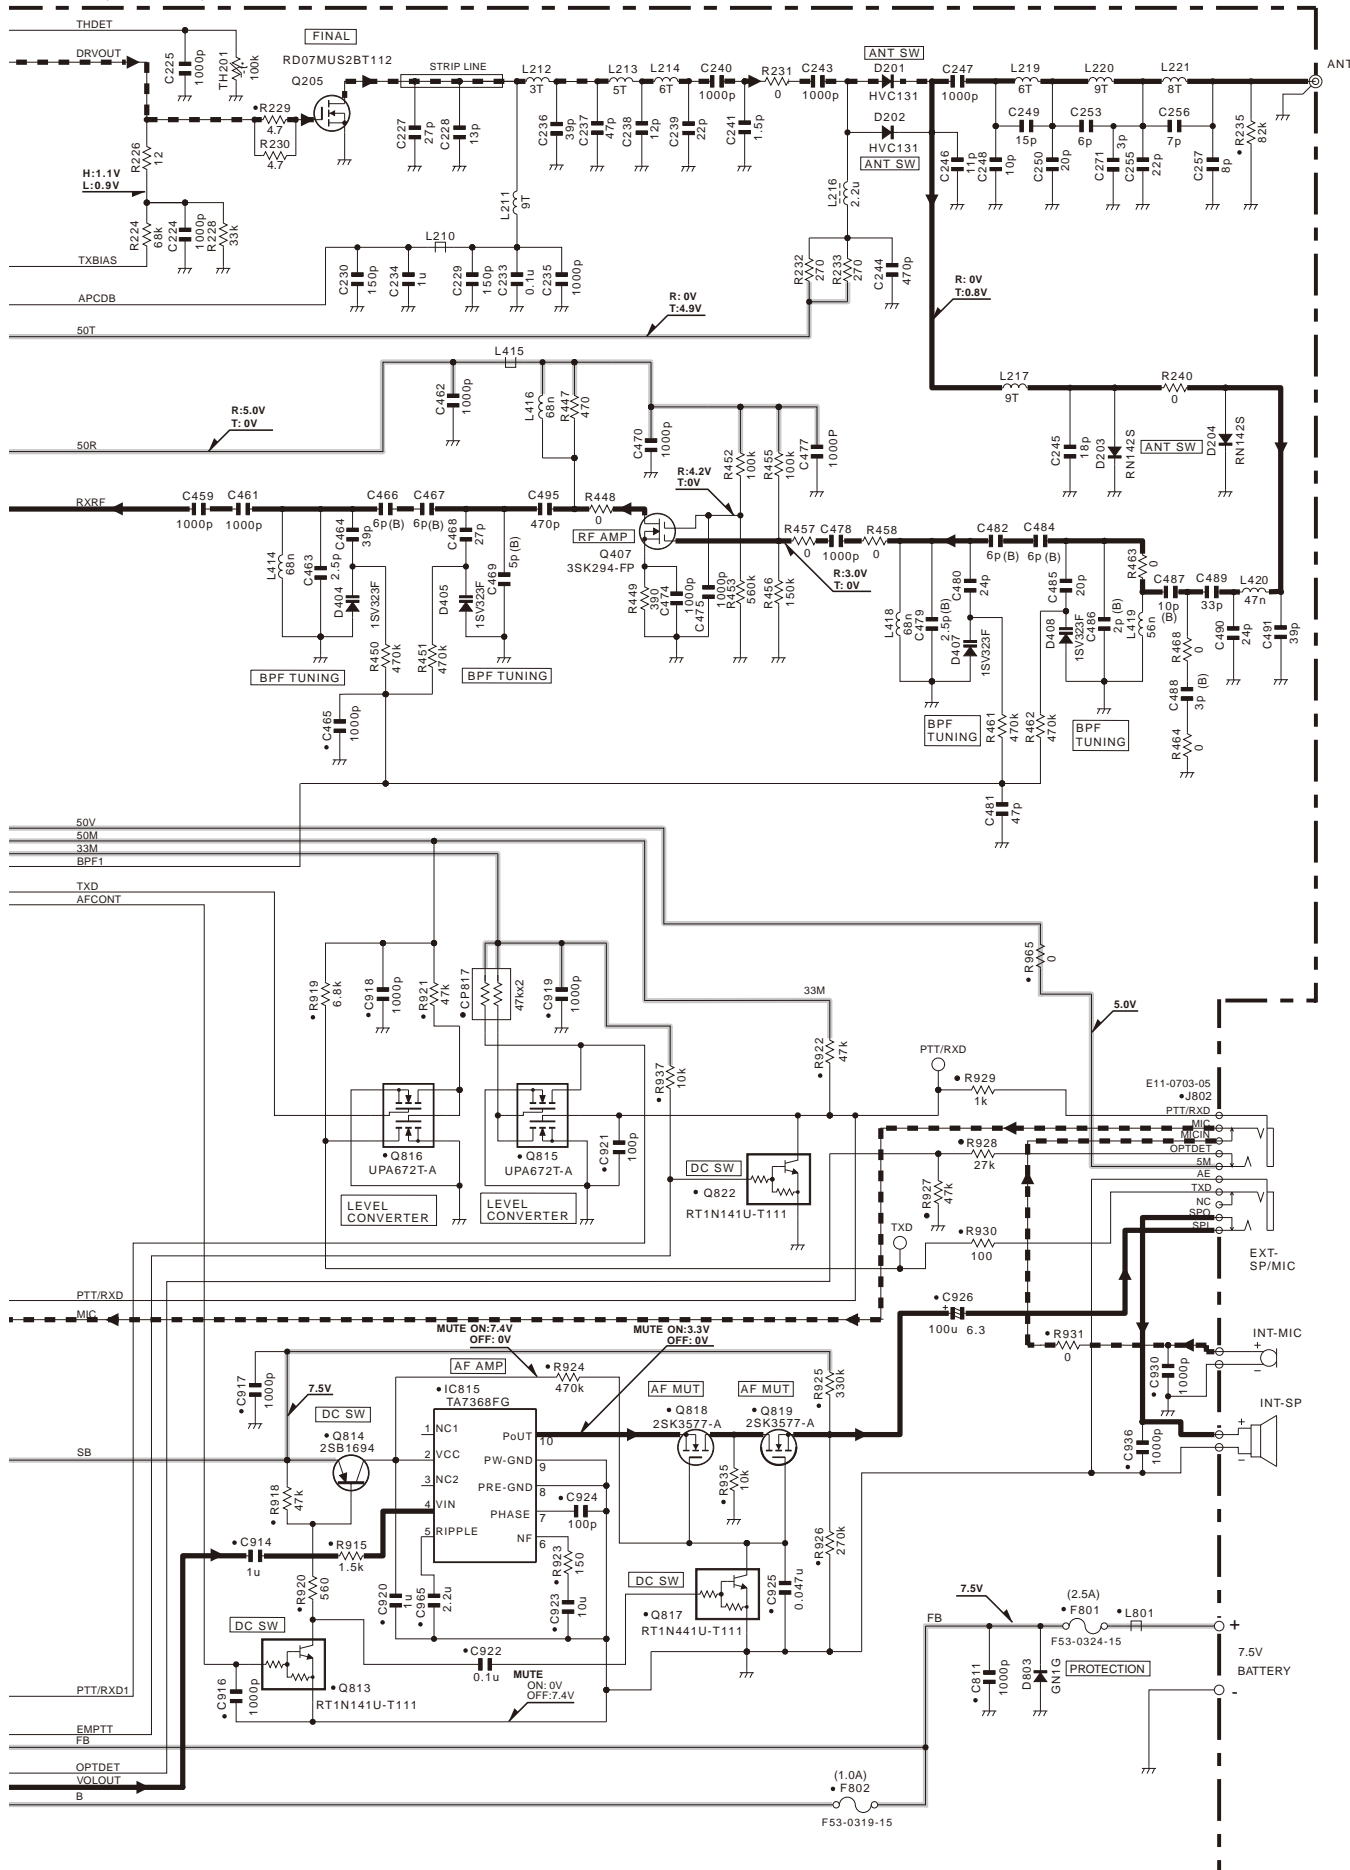 THDET
DRVOUT
C225
1000p
TH201
100k
FINAL
RD07MUS2BT112
Q205
R229
4.7
R230
4.7
R226
12
H:1.1V
L:0.9V
R224
68k
C224
1000p
R228
33k
TXBIAS
STRIP LINE
C227
27p
C228
13p
L212
3T
C236
39p
L213
5T
C237
47p
C238
12p
L214
6T
C239
22p
C240
1000p
C241
1.5p
R231
0
C243
1000p
ANT SW
D201
HVC131
D202
HVC131
ANT SW
C247
1000p
C246
11p
C248
10p
L219
6T
C249
15p
C250
20p
L220
9T
C253
6p
C271
3p
C255
22p
L221
8T
C256
7p
C257
8p
R235
82k
ANT
L211
9T
L210
C230
150p
C234
1u
C229
150p
C233
0.1u
C235
1000p
L216
2.2u
R232
270
R233
270
C244
470p
APCDB
50T
R: 0V
T:4.9V
R: 0V
T:0.8V
L415
C462
1000p
L416
68n
R447
470
R:5.0V
T: 0V
50R
C470
1000p
R452
100k
R455
100k
C477
1000P
R:4.2V
T:0V
L217
9T
R240
0
C245
18p
D203
RN142S
ANT SW
D204
RN142S
RXRF
C459
1000p
C461
1000p
L414
68n
C463
2.5p
C464
39p
D404
1SV323F
C466
6p(B)
C467
6p(B)
C468
27p
D405
1SV323F
C469
5p (B)
C495
470p
R448
0
RF AMP
Q407
3SK294-FP
R449
390
C474
1000p
C475
1000p
R453
560k
R456
150k
R457
0
C478
1000p
R458
0
R:3.0V
T: 0V
L418
68n
C479
2.5p(B)
C480
24p
D407
1SV323F
C482
6p (B)
C484
6p (B)
C485
20p
D408
1SV323F
C486
2p (B)
R463
0
L419
56n
C487
10p
(B)
C489
33p
L420
47n
R468
0
C488
3p (B)
R464
0
C490
24p
C491
39p
BPF TUNING
R450
470k
R451
470k
BPF TUNING
C465
1000p
BPF
TUNING
R461
470k
R462
470k
BPF
TUNING
C481
47p
50V
50M
33M
BPF1
TXD
AFCONT
R919
6.8k
C918
1000p
R921
47k
CP817
47kx2
C919
1000p
33M
R965
0
5.0V
R937
10k
R922
47k
PTT/RXD
R929
1k
E11-0703-05
J802
PTT/RXD
MIC
MICIN
OPTDET
5M
AE
TXD
NC
SPO
SPI
EXT-
SP/MIC
Q816
UPA672T-A
Q815
UPA672T-A
C921
100p
DC SW
Q822
RT1N141U-T111
R928
27k
R927
47k
TXD
R930
100
LEVEL
CONVERTER
LEVEL
CONVERTER
PTT/RXD
MIC
C926
100u 6.3
MUTE ON:7.4V
OFF: 0V
MUTE ON:3.3V
OFF: 0V
INT-MIC
+
−
R931
0
C930
1000p
INT-SP
+
−
C936
1000p
C917
1000p
7.5V
DC SW
Q814
2SB1694
AF AMP
IC815
TA7368FG
R924
470k
AF MUT
Q818
2SK3577-A
AF MUT
Q819
2SK3577-A
R925
330k
1 NC1
2 VCC
3 NC2
4 VIN
5 RIPPLE
PoUT 10
PW-GND 9
PRE-GND 8
PHASE 7
NF 6
SB
R918
47k
C924
100p
R935
10k
R926
270k
C914
1u
R915
1.5k
R920
560
C920
1u
C965
2.2u
R923
150
C923
10u
DC SW
Q817
RT1N441U-T111
C925
0.047u
DC SW
Q813
RT1N141U-T111
C916
1000p
C922
0.1u
MUTE
ON: 0V
OFF:7.4V
FB
7.5V
(2.5A)
F801
F53-0324-15
L801
+
7.5V
BATTERY
-
C811
1000p
D803
GN1G
PROTECTION
PTT/RXD1
EMPTT
FB
OPTDET
VOLOUT
B
(1.0A)
F802
F53-0319-15